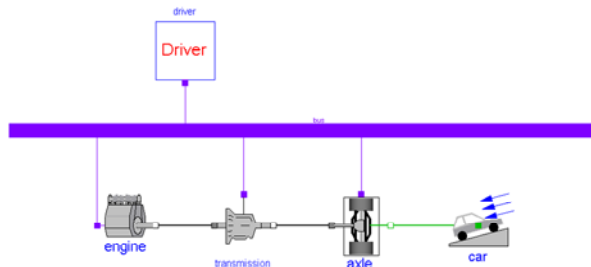 driver
Driver
bus
engine
transmission
axle
car